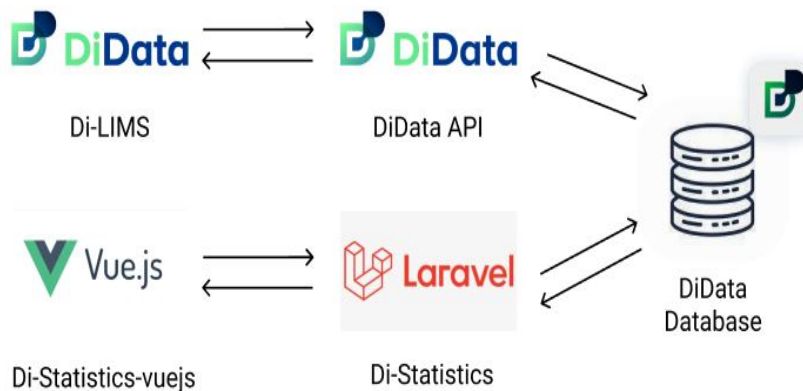 DiData
DiData
Di-LIMS
DiData API
Vue.js
Laravel
DiData
Database
Di-Statistics-vuejs
Di-Statistics